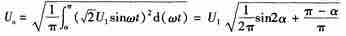 $U_o = \sqrt{\frac{1}{\pi}\int_{\alpha}^{\pi}(\sqrt{2}U_1\sin\omega t)^2 \mathrm{d}(\omega t)} = U_1\sqrt{\frac{1}{2\pi}\sin 2\alpha + \frac{\pi-\alpha}{\pi}}$